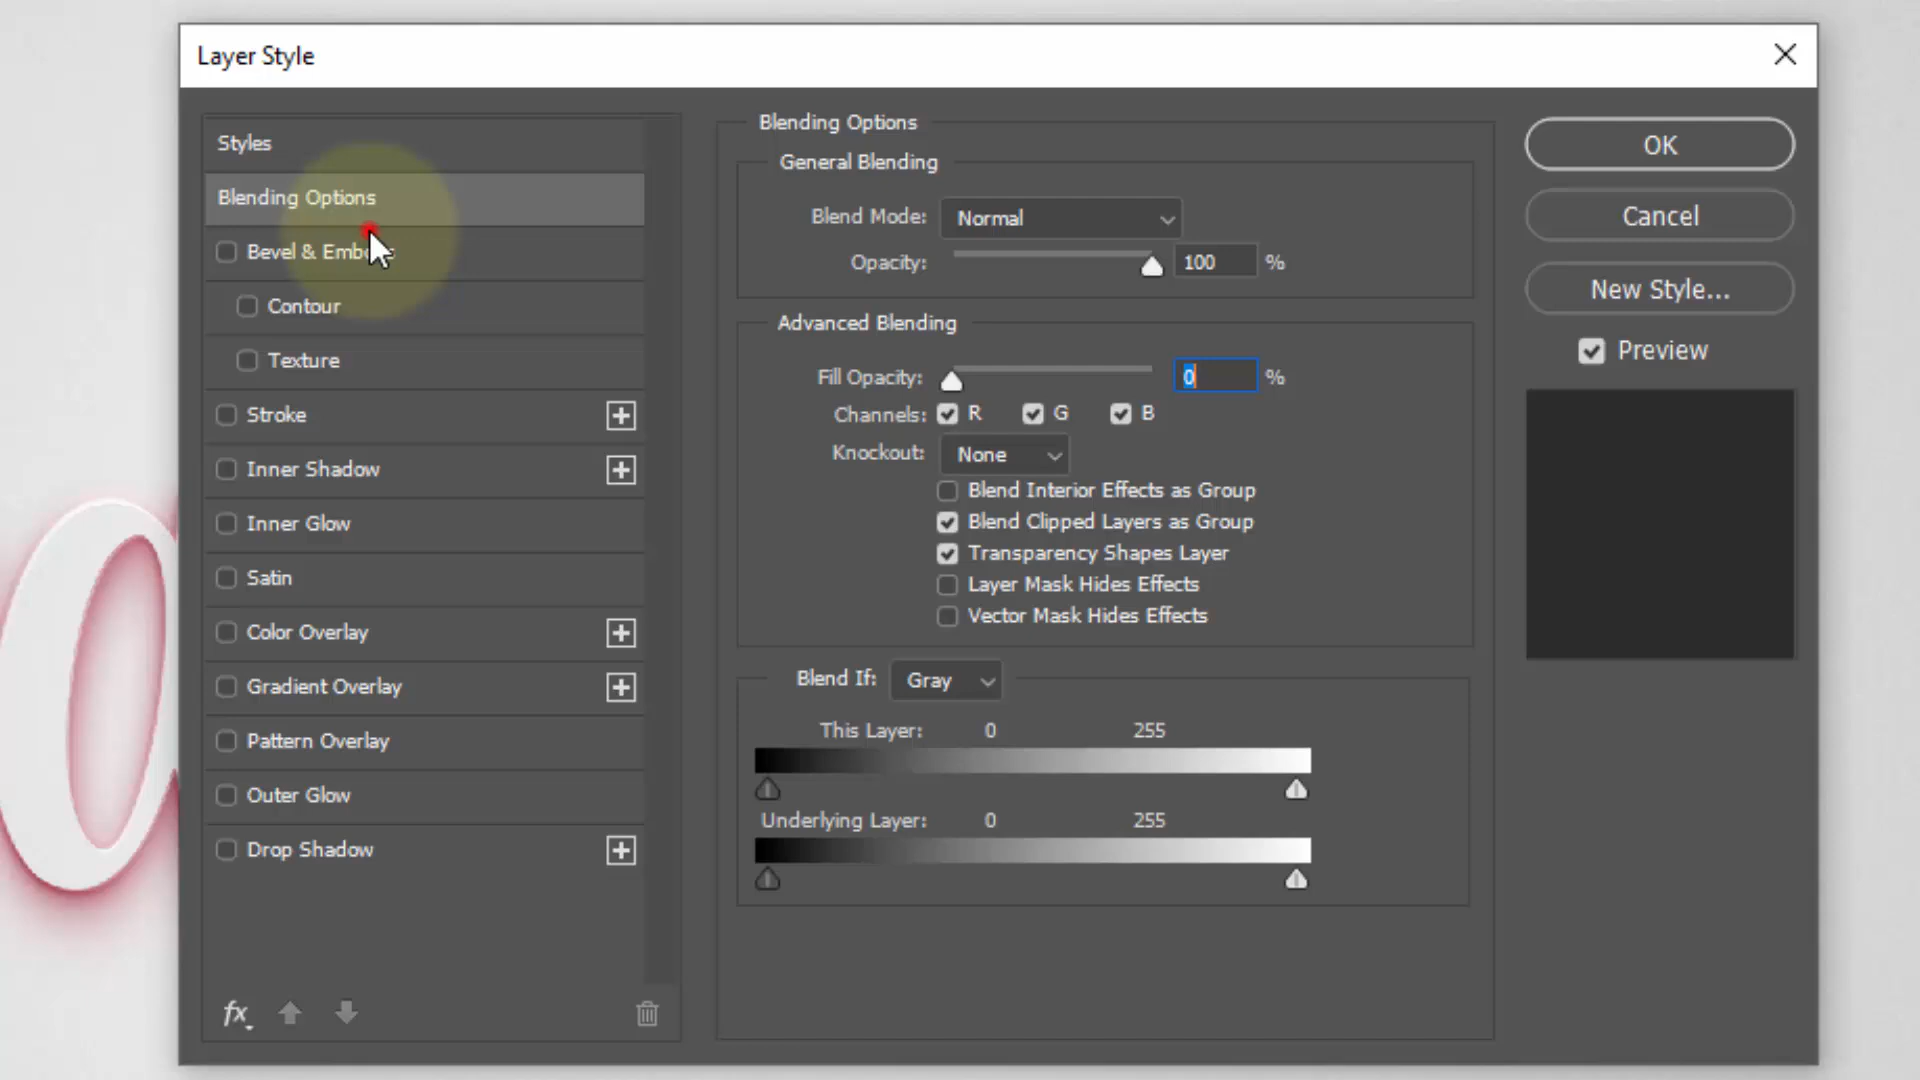 Layer Style
Styles
Blending Options
Bevel & Embo
Contour
Texture
Stroke
Inner Shadow
Inner Glow
Satin
Color Overlay
Gradient Overlay
Pattern Overlay
Outer Glow
Drop Shadow
fx
Blending Options
General Blending
Blend Mode: Normal
Opacity: 100 %
Advanced Blending
Fill Opacity: 0 %
Channels: R G B
Knockout: None
Blend Interior Effects as Group
Blend Clipped Layers as Group
Transparency Shapes Layer
Layer Mask Hides Effects
Vector Mask Hides Effects
Blend If: Gray
This Layer: 0 255
Underlying Layer: 0 255
OK
Cancel
New Style...
Preview